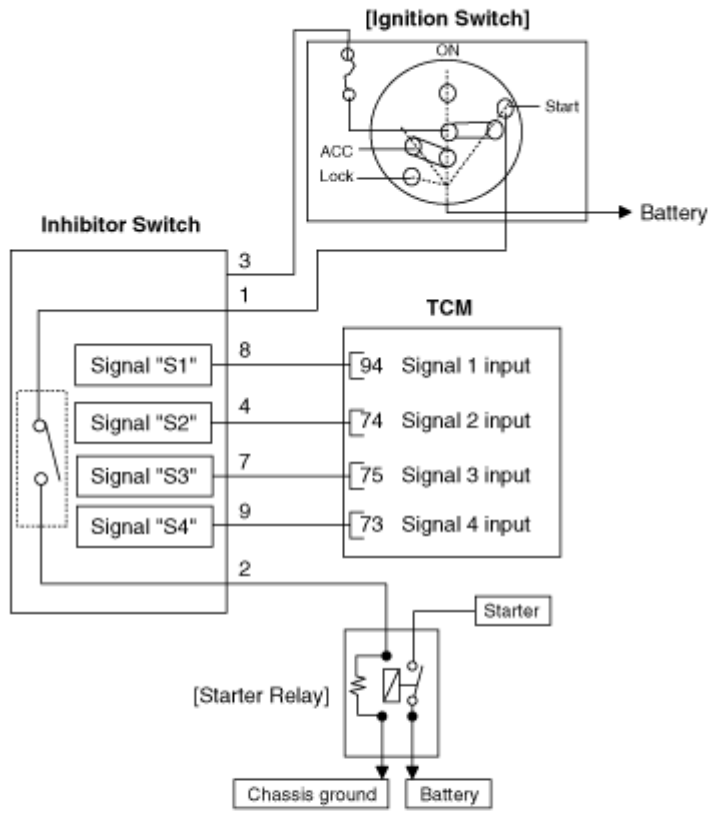 [Ignition Switch]
ON
Start
ACC
Lock
Battery
Inhibitor Switch
3
1
TCM
Signal "S1"
8
94 Signal 1 input
Signal "S2"
4
74 Signal 2 input
Signal "S3"
7
75 Signal 3 input
Signal "S4"
9
73 Signal 4 input
2
Starter
[Starter Relay]
Chassis ground
Battery